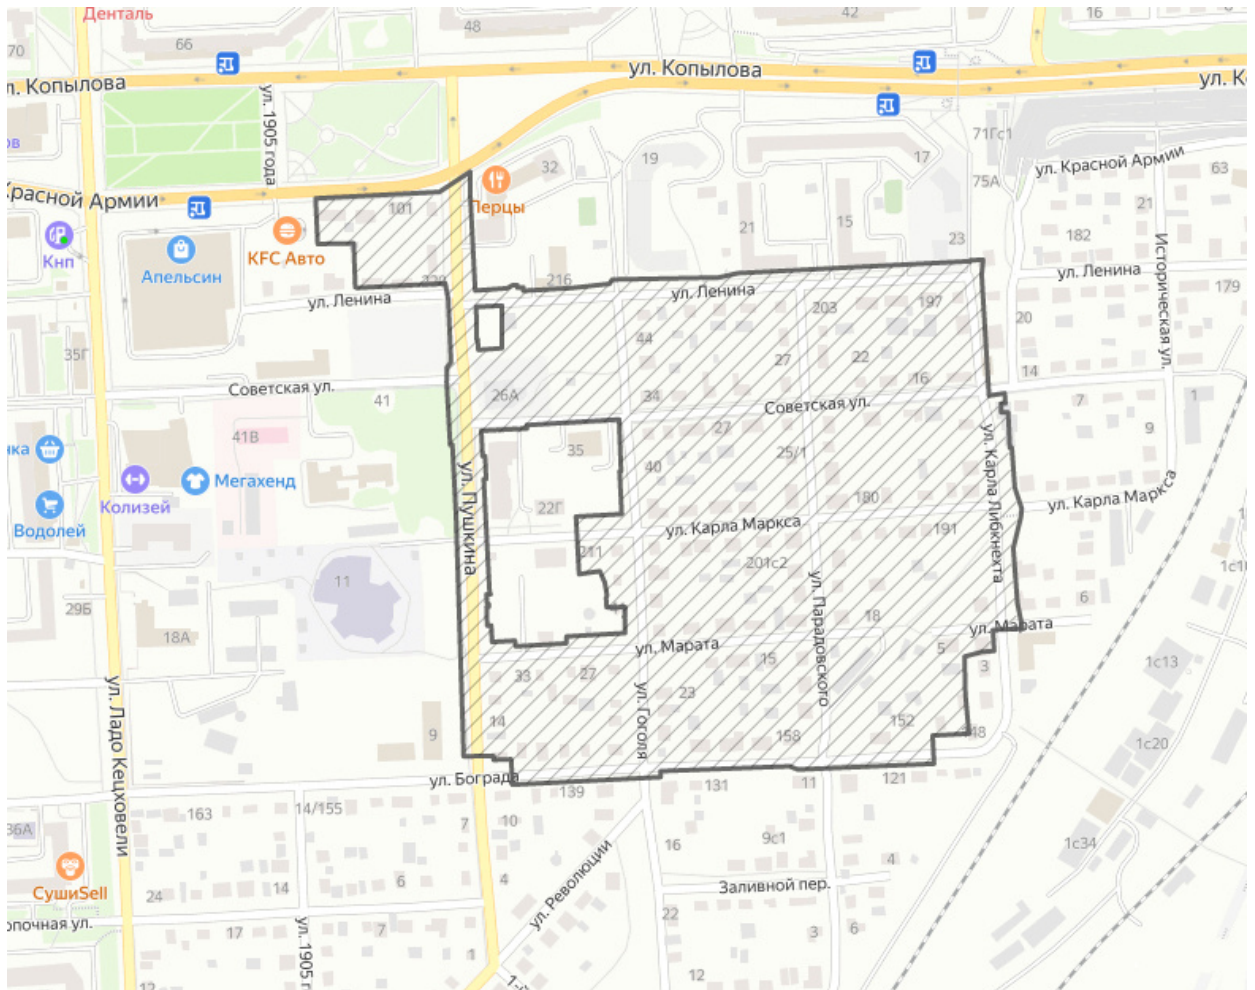 Денталь
42
16
48
66
70
ул. Копылова
л. Копылова
ул. К
ул. 1905 года
71Гс1
ов
19
17
ул. Красной Армии
32
63
75А
Перцы
Красной Армии
101
21
21
15
182
23
Историческая ул.
Кнп
KFC Авто
Апельсин
216
ул. Ленина
179
ул. Ленина
ул. Ленина
203
197
20
44
35Г
27
22
16
14
Советская ул.
41
26А
34
Советская ул.
7
1
27
9
41В
35
25/1
ул. Карла Либкнехта
нка
Мегахенд
ул. Пушкина
40
Колизей
22Г
180
ул. Карла Маркса
Водолей
ул. Карла Маркса
191
211
201с2
1с1
11
ул. Парадовского
29Б
6
18А
18
ул. Марата
ул. Марата
5
15
3
1с13
33
27
ул. Ладо Кецховели
23
ул. Гоголя
14
152
9
158
148
1с20
ул. Бограда
139
131
11
121
14/155
163
36А
7
10
9с1
16
1с34
4
СушиSell
6
4
Заливной пер.
14
24
ул. Революции
22
опочная ул.
17
ул. 1905 г
7
3
6
1
12
12